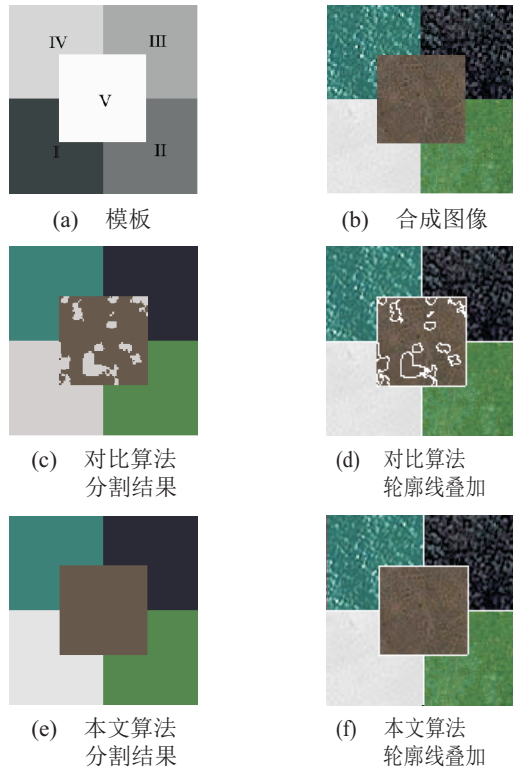 IV III
V
I II
(a) 模板
(b) 合成图像
(c) 对比算法
分割结果
(d) 对比算法
轮廓线叠加
(e) 本文算法
分割结果
(f) 本文算法
轮廓线叠加